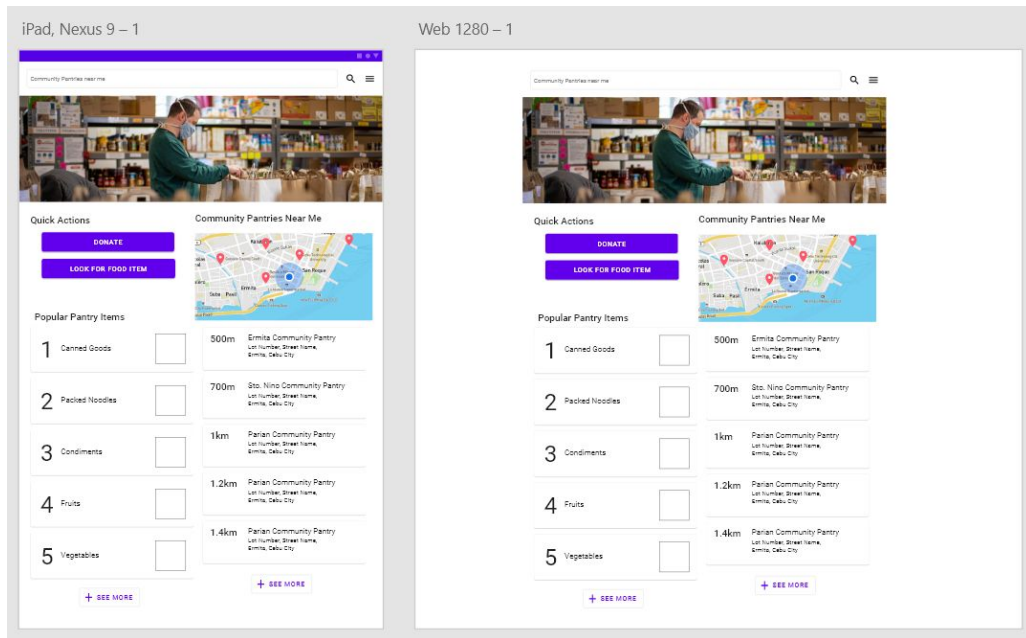 iPad, Nexus 9 – 1
Community Pantries near me
Quick Actions
DONATE
LOOK FOR FOOD ITEM
Community Pantries Near Me
Ermita
San Roque
Popular Pantry Items
1 Canned Goods
2 Packed Noodles
3 Condiments
4 Fruits
5 Vegetables
+ SEE MORE
500m Ermita Community Pantry
Lot Number, Street Name,
Ermita, Cebu City
700m Sto. Nino Community Pantry
Lot Number, Street Name,
Ermita, Cebu City
1km Parian Community Pantry
Lot Number, Street Name,
Ermita, Cebu City
1.2km Parian Community Pantry
Lot Number, Street Name,
Ermita, Cebu City
1.4km Parian Community Pantry
Lot Number, Street Name,
Ermita, Cebu City
+ SEE MORE
Web 1280 – 1
Community Pantries near me
Quick Actions
DONATE
LOOK FOR FOOD ITEM
Community Pantries Near Me
Ermita
San Roque
Popular Pantry Items
1 Canned Goods
2 Packed Noodles
3 Condiments
4 Fruits
5 Vegetables
+ SEE MORE
500m Ermita Community Pantry
Lot Number, Street Name,
Ermita, Cebu City
700m Sto. Nino Community Pantry
Lot Number, Street Name,
Ermita, Cebu City
1km Parian Community Pantry
Lot Number, Street Name,
Ermita, Cebu City
1.2km Parian Community Pantry
Lot Number, Street Name,
Ermita, Cebu City
1.4km Parian Community Pantry
Lot Number, Street Name,
Ermita, Cebu City
+ SEE MORE